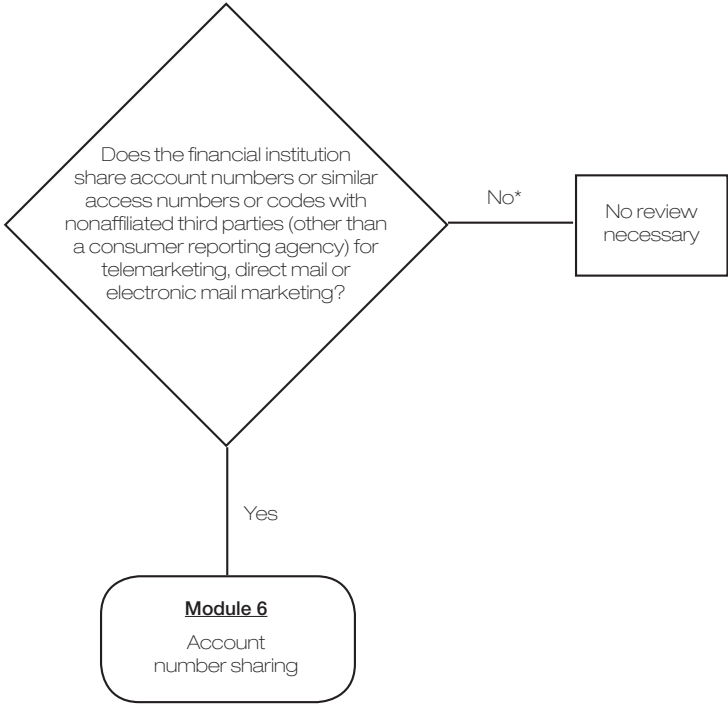 Does the financial institution
share account numbers or similar
access numbers or codes with
nonaffiliated third parties (other than
a consumer reporting agency) for
telemarketing, direct mail or
electronic mail marketing?
No*
No review
necessary
Yes
Module 6
Account
number sharing